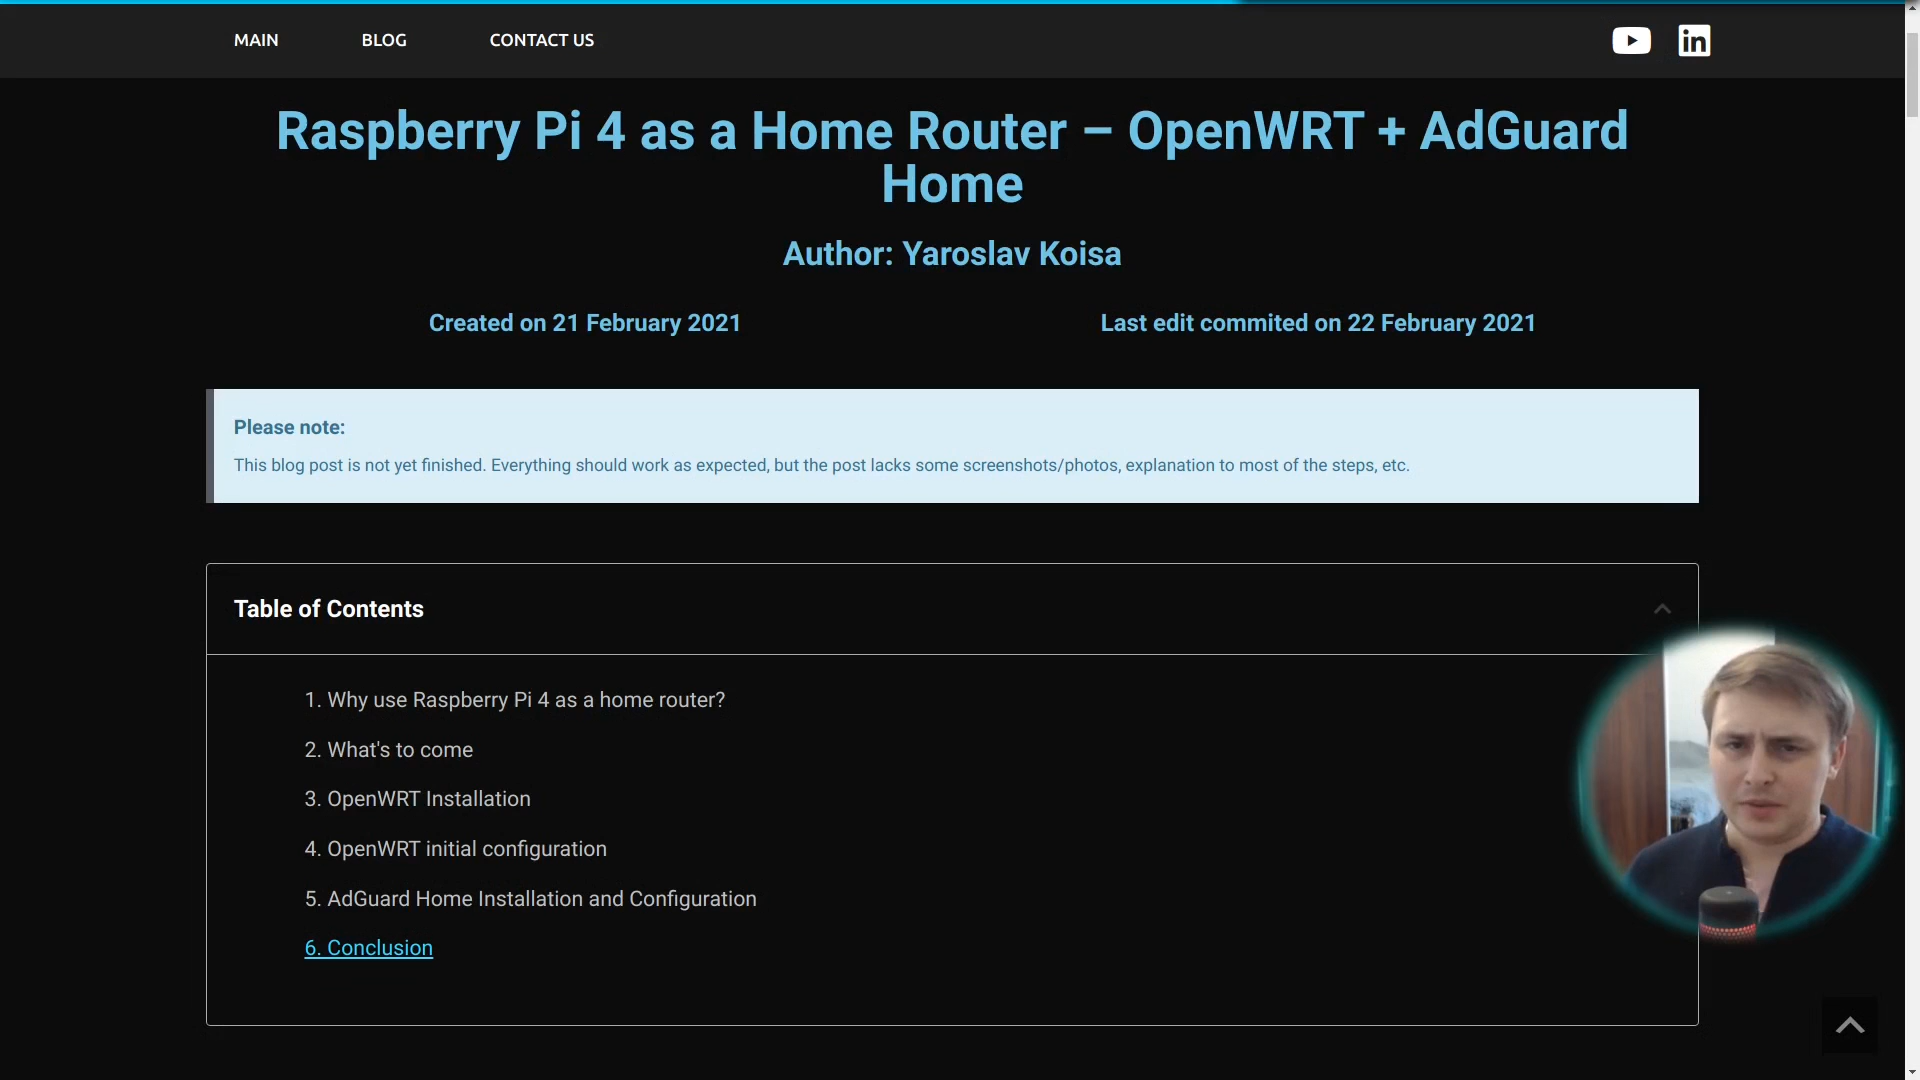 MAIN
BLOG
CONTACT US
Raspberry Pi 4 as a Home Router – OpenWRT + AdGuard
Home
Author: Yaroslav Koisa
Created on 21 February 2021
Last edit commited on 22 February 2021
Please note:
This blog post is not yet finished. Everything should work as expected, but the post lacks some screenshots/photos, explanation to most of the steps, etc.
Table of Contents
1. Why use Raspberry Pi 4 as a home router?
2. What's to come
3. OpenWRT Installation
4. OpenWRT initial configuration
5. AdGuard Home Installation and Configuration
6. Conclusion